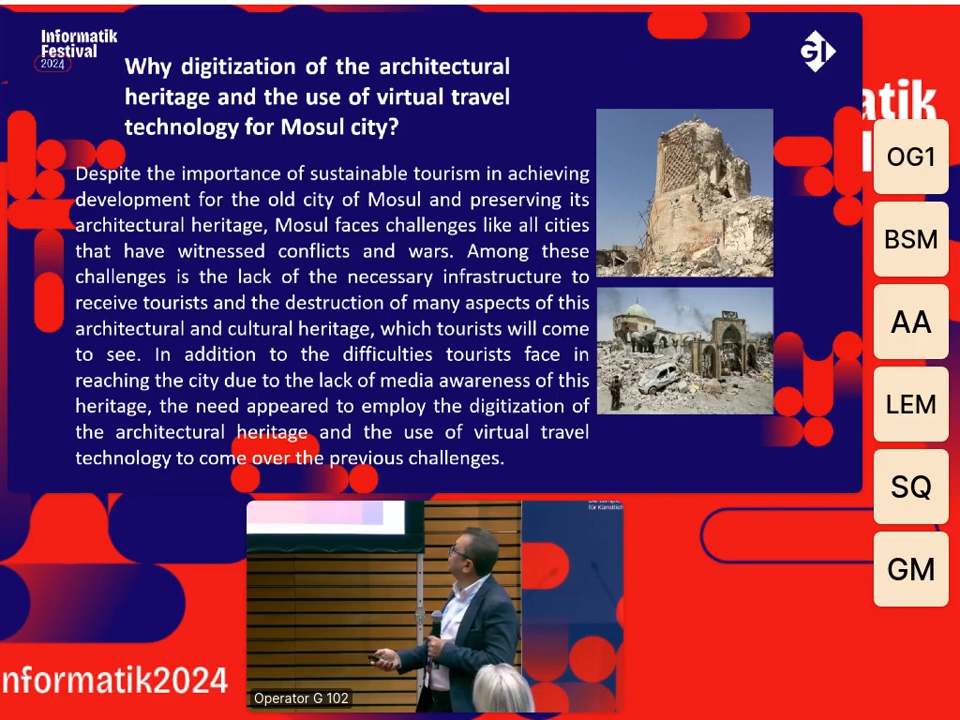 Informatik
Festival
2024
GI
Why digitization of the architectural
heritage and the use of virtual travel
technology for Mosul city?
Despite the importance of sustainable tourism in achieving
development for the old city of Mosul and preserving its
architectural heritage, Mosul faces challenges like all cities
that have witnessed conflicts and wars. Among these
challenges is the lack of the necessary infrastructure to
receive tourists and the destruction of many aspects of this
architectural and cultural heritage, which tourists will come
to see. In addition to the difficulties tourists face in
reaching the city due to the lack of media awareness of this
heritage, the need appeared to employ the digitization of
the architectural heritage and the use of virtual travel
technology to come over the previous challenges.
atik
OG1
BSM
AA
LEM
SQ
GM
für Künstlich
Operator G 102
nformatik2024